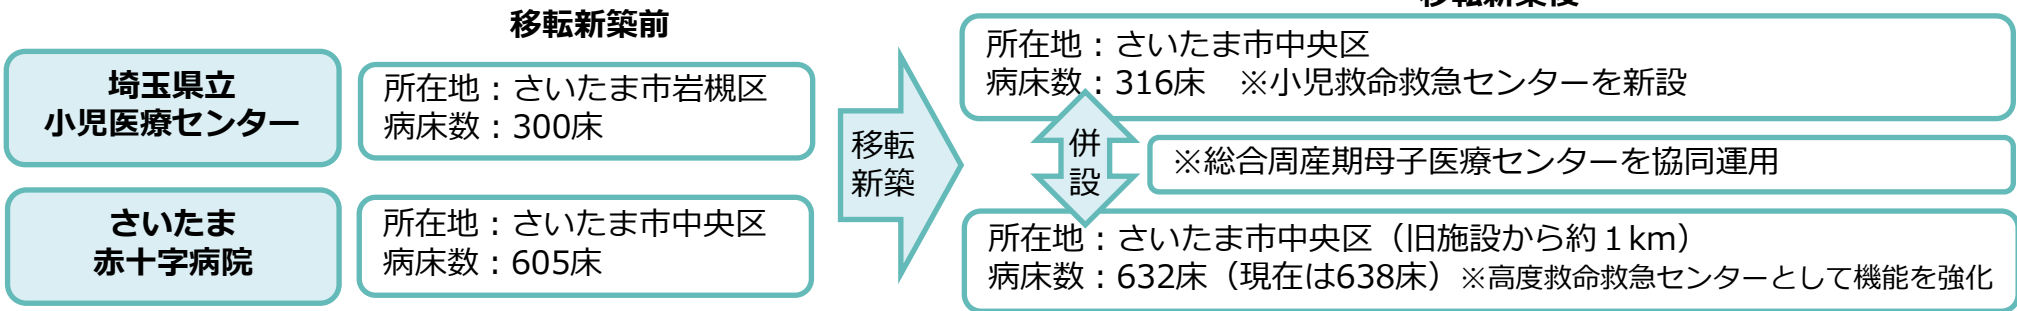 移転新築前
埼玉県立
小児医療センター
所在地：さいたま市岩槻区
病床数：300床
さいたま
赤十字病院
所在地：さいたま市中央区
病床数：605床
移転
新築
移転新築後
所在地：さいたま市中央区
病床数：316床　※小児救命救急センターを新設
併
設
※総合周産期母子医療センターを協同運用
所在地：さいたま市中央区（旧施設から約１km）
病床数：632床（現在は638床）※高度救命救急センターとして機能を強化